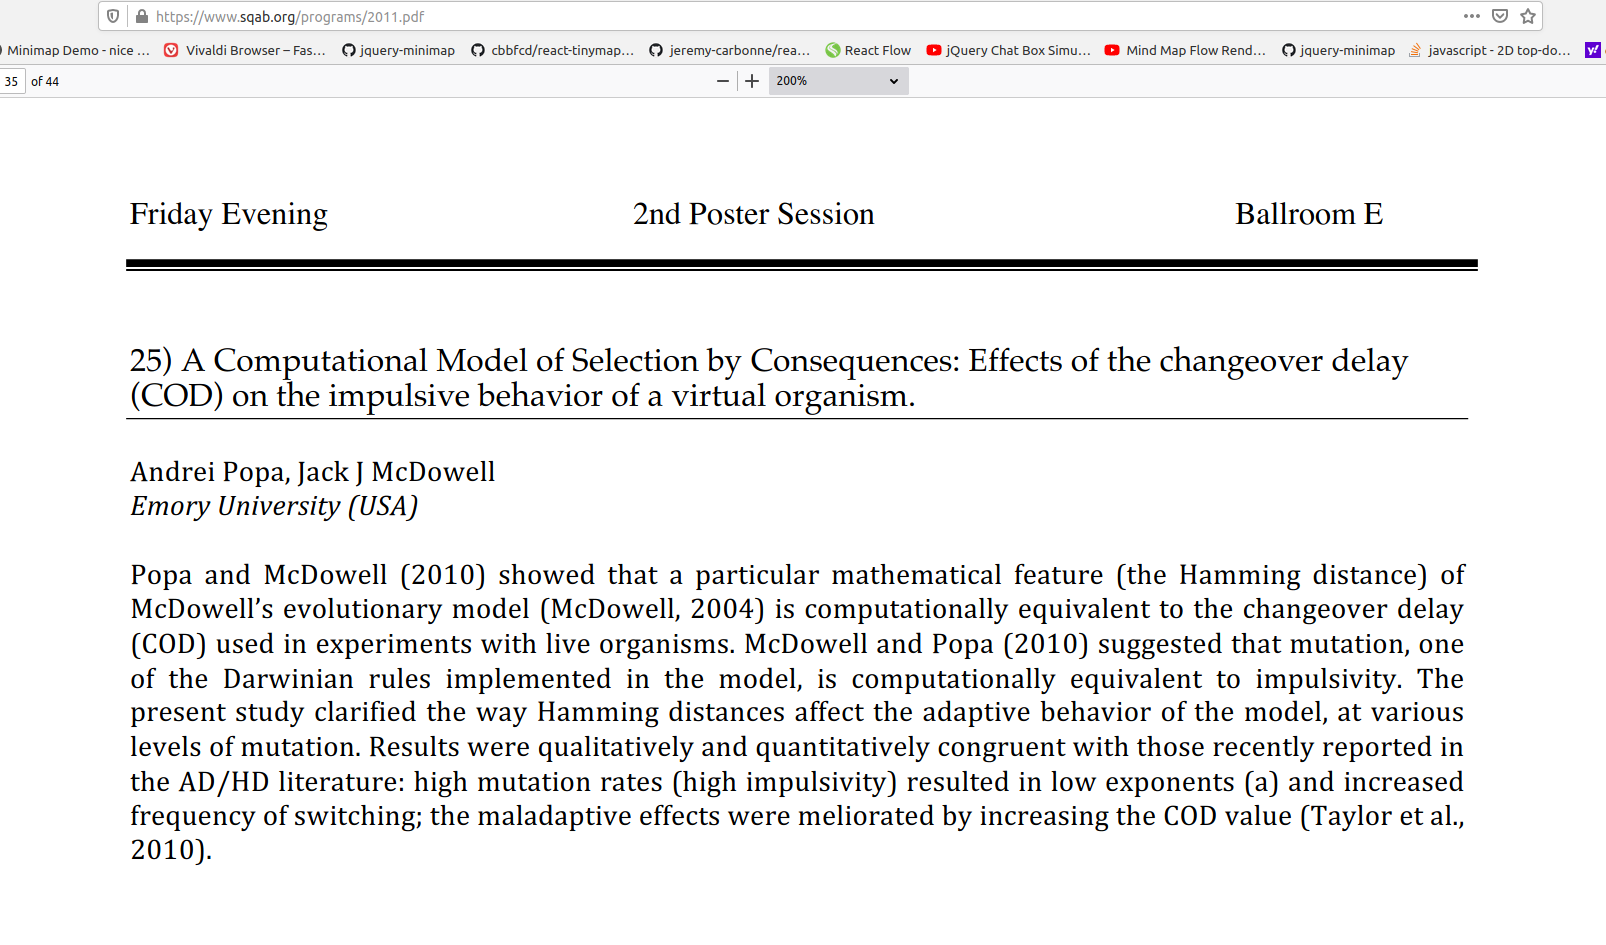 https://www.sqab.org/programs/2011.pdf
Minimap Demo - nice ... Vivaldi Browser – Fas... jquery-minimap cbbfcd/react-tinymap... jeremy-carbonne/rea... React Flow jQuery Chat Box Simu... Mind Map Flow Rend... jquery-minimap javascript - 2D top-do... y!
35 of 44 200%
Friday Evening 2nd Poster Session Ballroom E
25) A Computational Model of Selection by Consequences: Effects of the changeover delay
(COD) on the impulsive behavior of a virtual organism.
Andrei Popa, Jack J McDowell
Emory University (USA)
Popa and McDowell (2010) showed that a particular mathematical feature (the Hamming distance) of
McDowell’s evolutionary model (McDowell, 2004) is computationally equivalent to the changeover delay
(COD) used in experiments with live organisms. McDowell and Popa (2010) suggested that mutation, one
of the Darwinian rules implemented in the model, is computationally equivalent to impulsivity. The
present study clarified the way Hamming distances affect the adaptive behavior of the model, at various
levels of mutation. Results were qualitatively and quantitatively congruent with those recently reported in
the AD/HD literature: high mutation rates (high impulsivity) resulted in low exponents (a) and increased
frequency of switching; the maladaptive effects were meliorated by increasing the COD value (Taylor et al.,
2010).